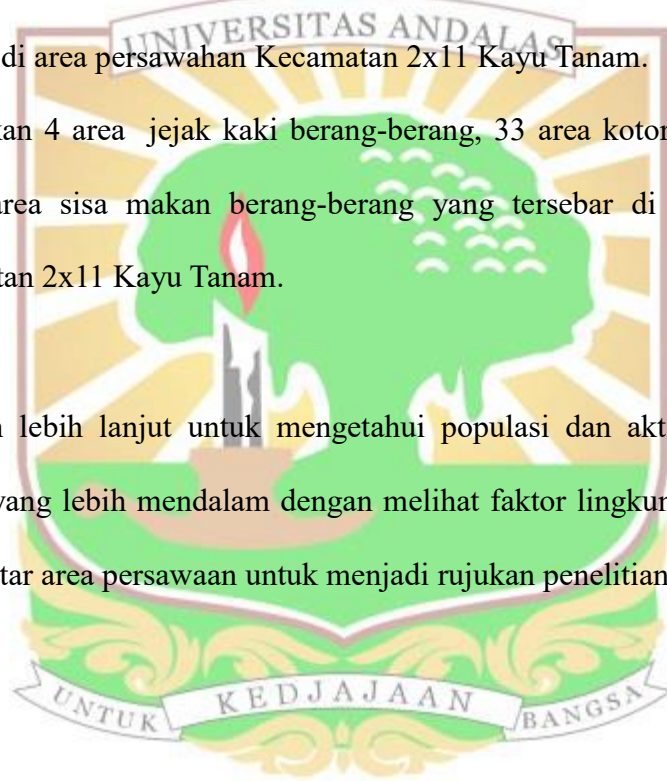 UNIVERSITAS ANDALAS
di area persawahan Kecamatan 2x11 Kayu Tanam.
kan 4 area jejak kaki berang-berang, 33 area kotor
area sisa makan berang-berang yang tersebar di
tan 2x11 Kayu Tanam.
n lebih lanjut untuk mengetahui populasi dan akt
yang lebih mendalam dengan melihat faktor lingkun
tar area persawaan untuk menjadi rujukan penelitian
UNTUK KEDJAJAAN BANGSA